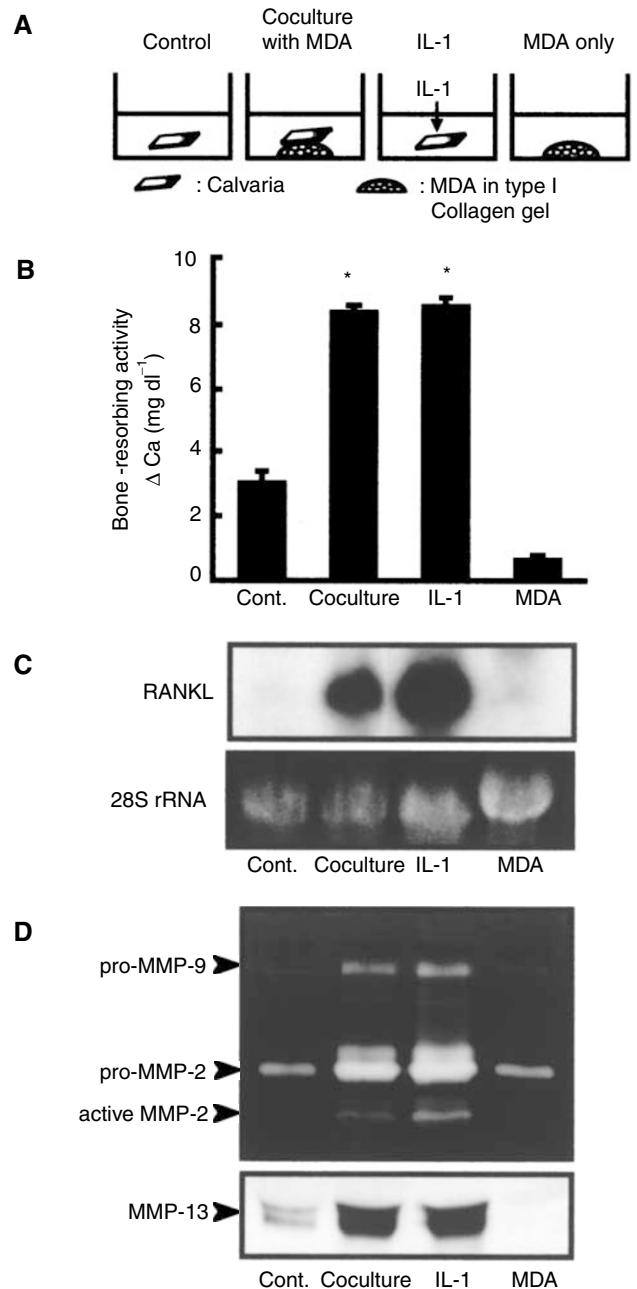 A
Control
Coculture
with MDA
IL-1
MDA only
IL-1
: Calvaria
: MDA in type I
Collagen gel
B
Bone -resorbing activity
Δ Ca (mg dl⁻¹)
10
8
6
4
2
0
*
*
Cont. Coculture IL-1 MDA
C
RANKL
28S rRNA
Cont. Coculture IL-1 MDA
D
pro-MMP-9
pro-MMP-2
active MMP-2
MMP-13
Cont. Coculture IL-1 MDA